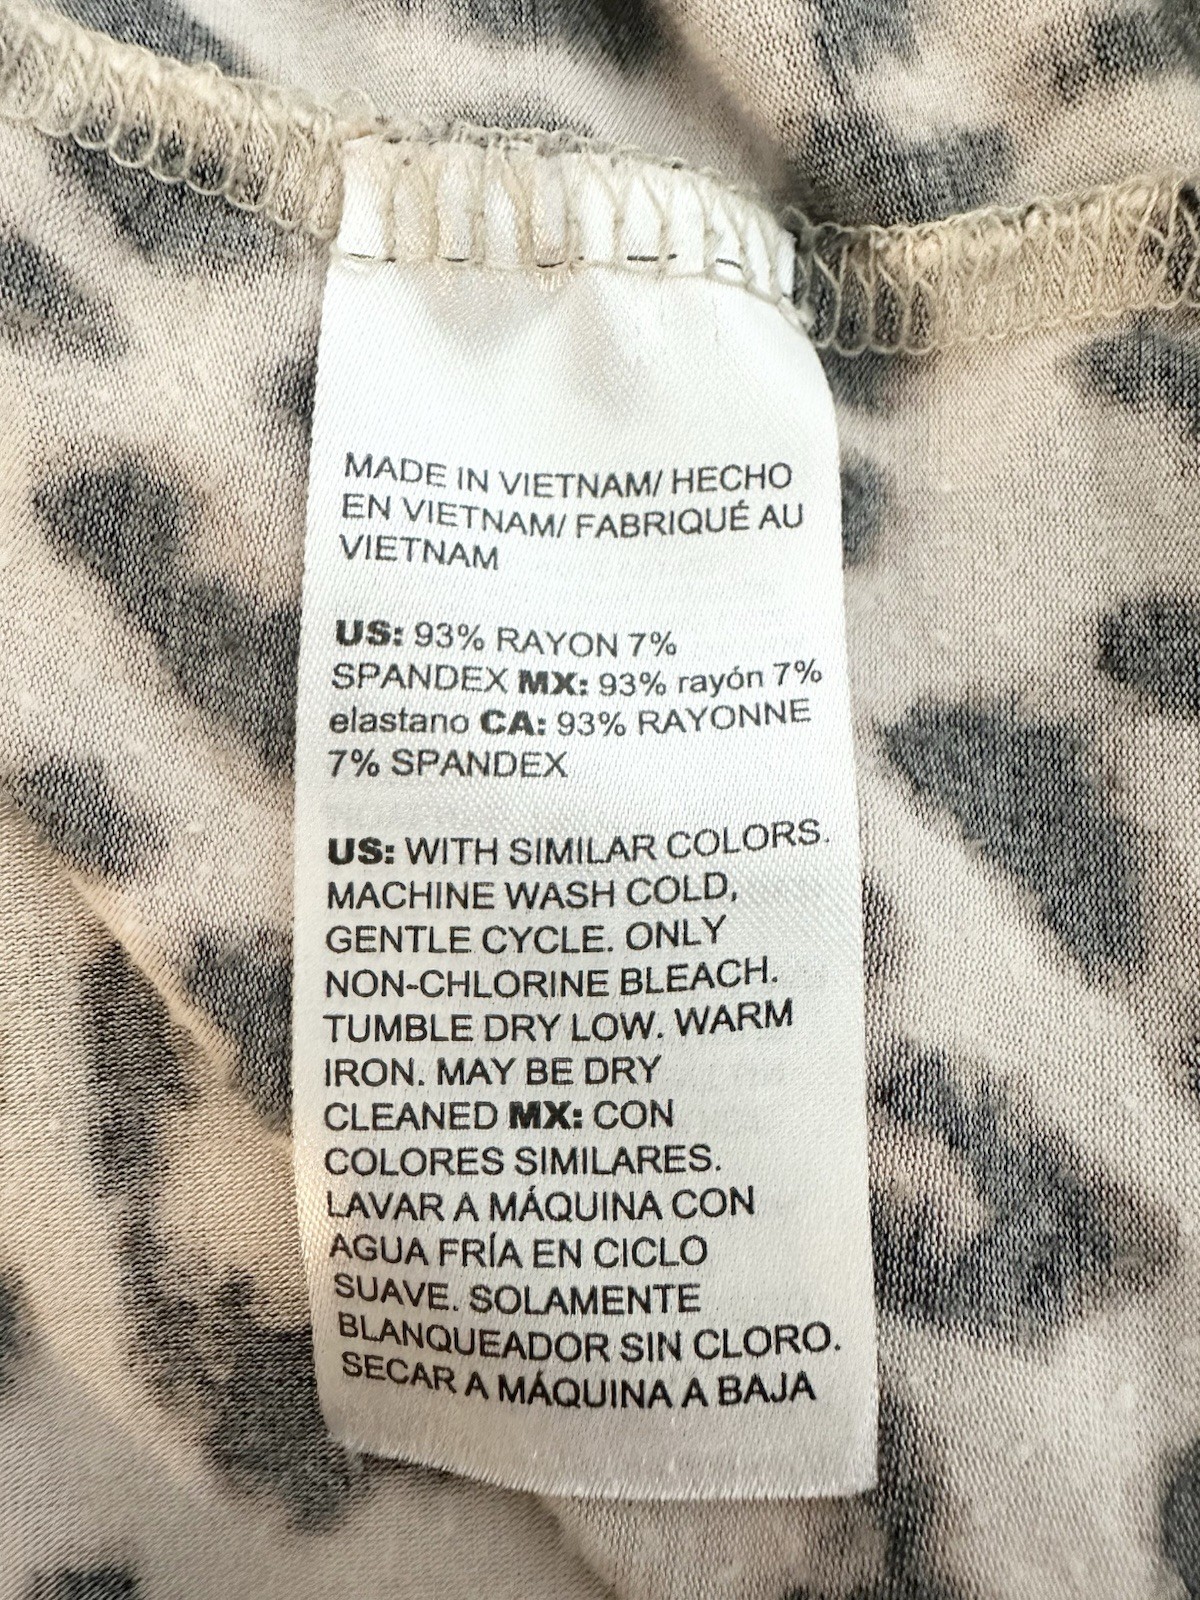 MADE IN VIETNAM/ HECHO
EN VIETNAM/ FABRIQUÉ AU
VIETNAM
US: 93% RAYON 7%
SPANDEX MX: 93% rayón 7%
elastano CA: 93% RAYONNE
7% SPANDEX
US: WITH SIMILAR COLORS.
MACHINE WASH COLD,
GENTLE CYCLE. ONLY
NON-CHLORINE BLEACH.
TUMBLE DRY LOW. WARM
IRON. MAY BE DRY
CLEANED MX: CON
COLORES SIMILARES.
LAVAR A MÁQUINA CON
AGUA FRÍA EN CICLO
SUAVE. SOLAMENTE
BLANQUEADOR SIN CLORO.
SECAR A MÁQUINA A BAJA